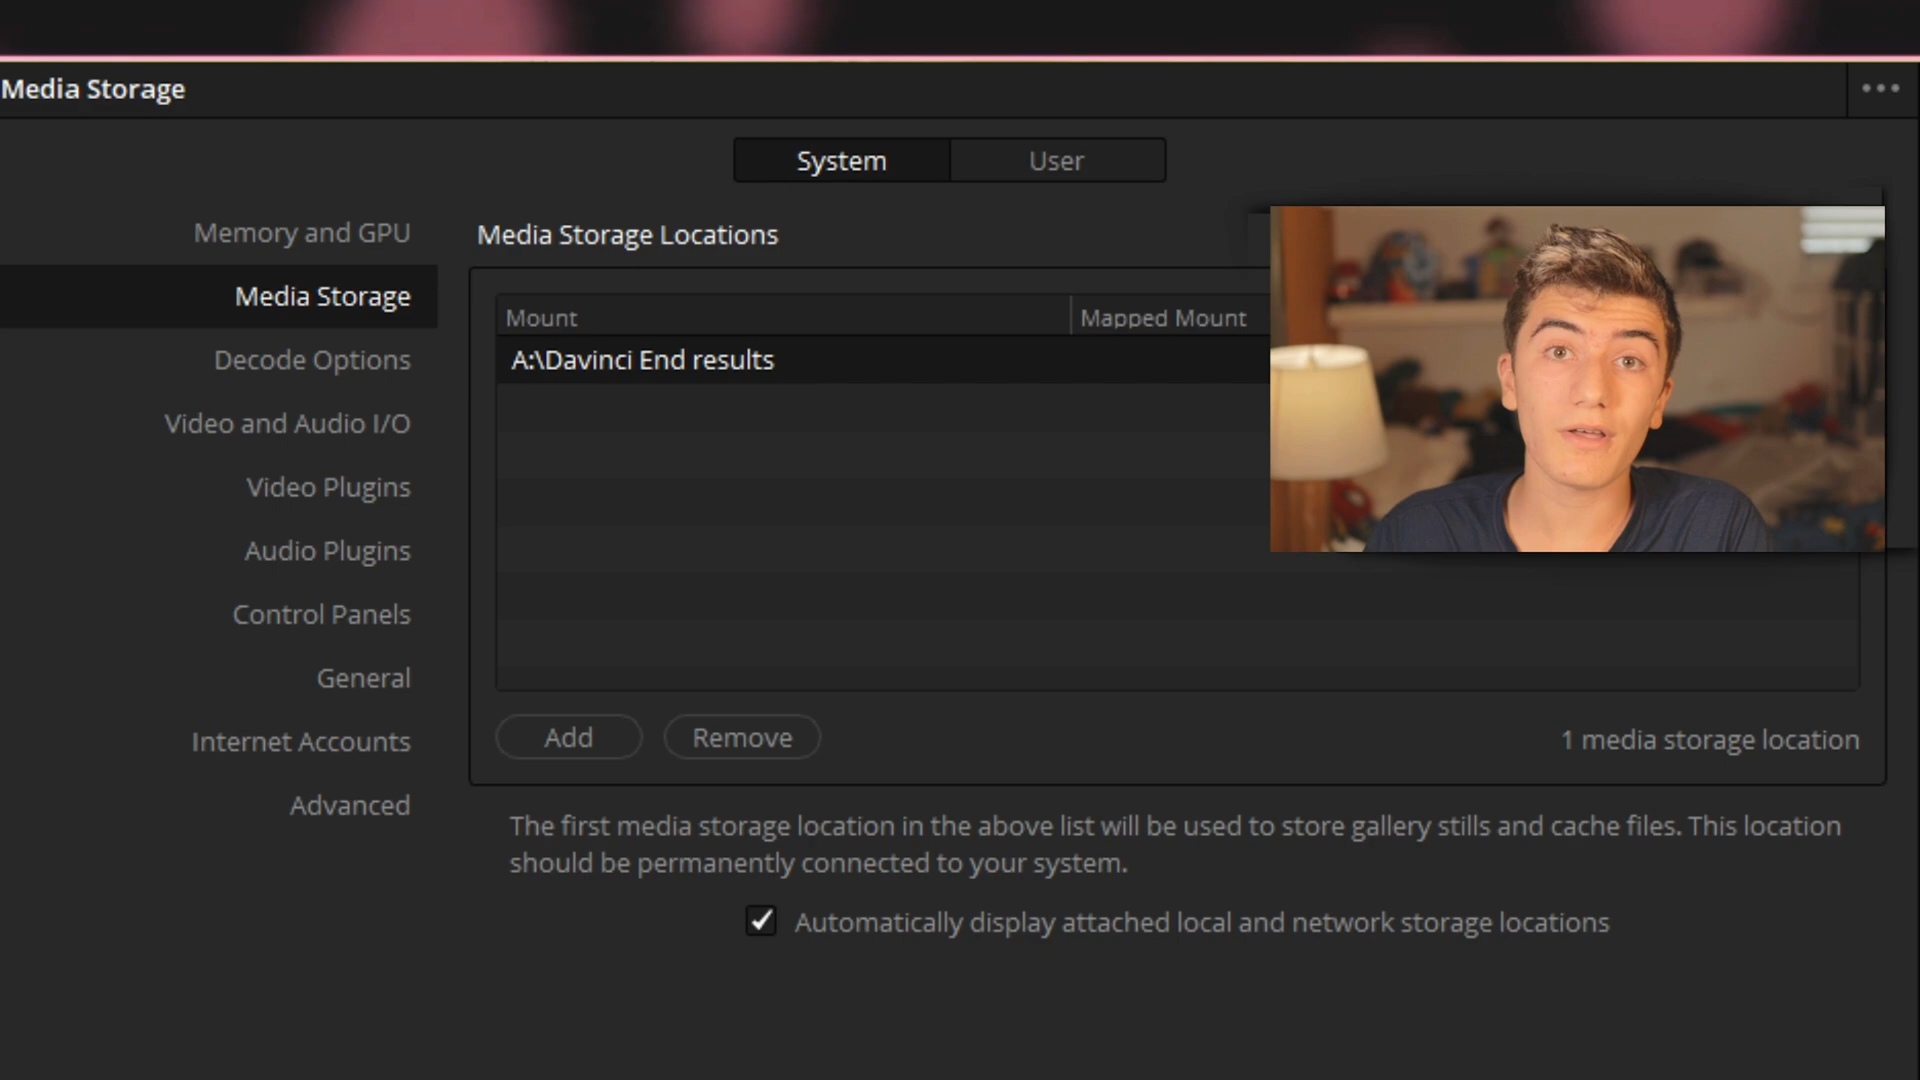 Media Storage
System
User
Memory and GPU
Media Storage
Decode Options
Video and Audio I/O
Video Plugins
Audio Plugins
Control Panels
General
Internet Accounts
Advanced
Media Storage Locations
Mount
Mapped Mount
A:\Davinci End results
Add
Remove
1 media storage location
The first media storage location in the above list will be used to store gallery stills and cache files. This location
should be permanently connected to your system.
Automatically display attached local and network storage locations